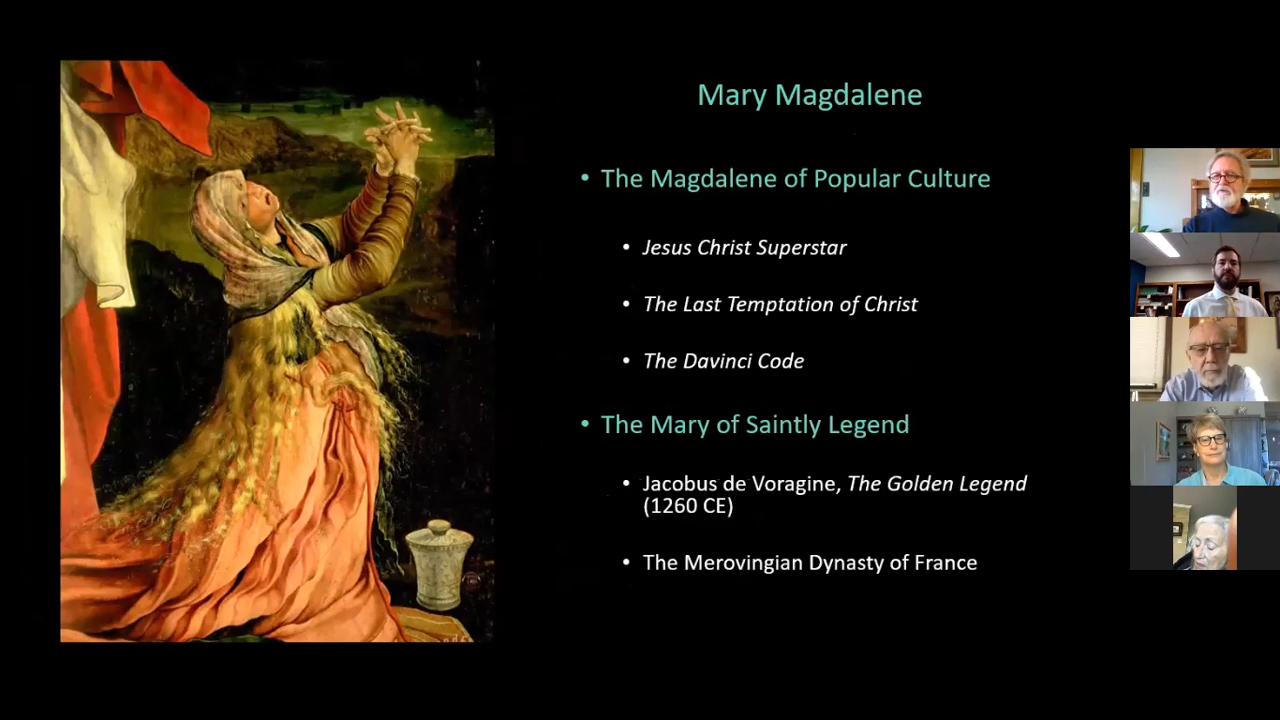 Mary Magdalene
• The Magdalene of Popular Culture
• Jesus Christ Superstar
• The Last Temptation of Christ
• The Davinci Code
• The Mary of Saintly Legend
• Jacobus de Voragine, The Golden Legend
(1260 CE)
• The Merovingian Dynasty of France